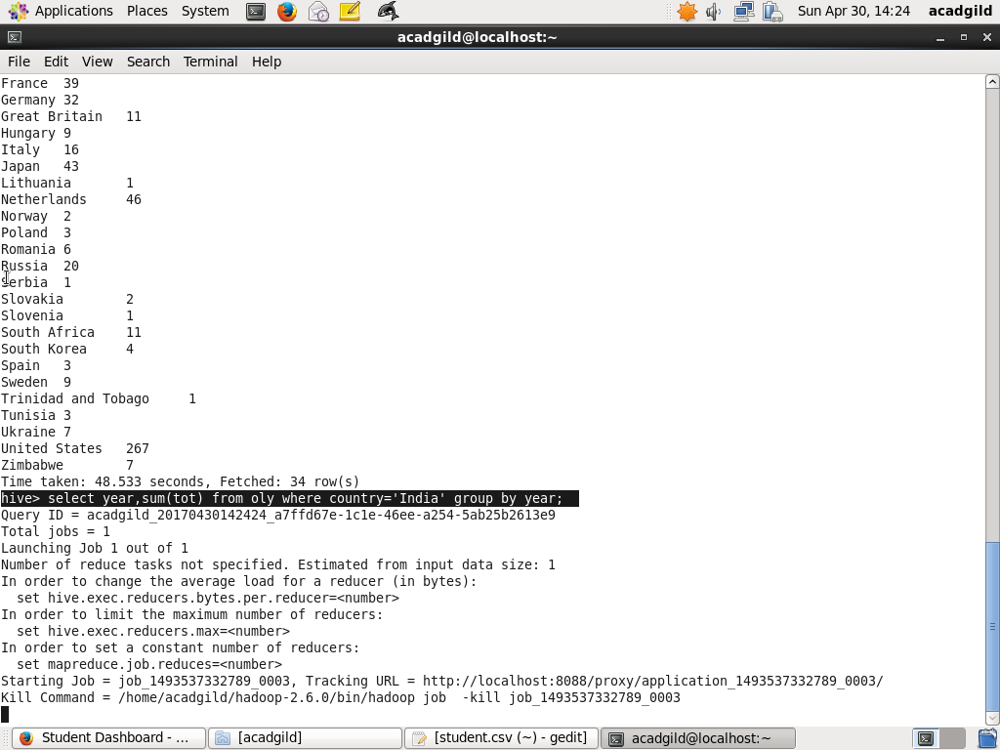 Applications Places System Sun Apr 30, 14:24 acadgild
acadgild@localhost:~
File Edit View Search Terminal Help
France 39
Germany 32
Great Britain 11
Hungary 9
Italy 16
Japan 43
Lithuania 1
Netherlands 46
Norway 2
Poland 3
Romania 6
Russia 20
Serbia 1
Slovakia 2
Slovenia 1
South Africa 11
South Korea 4
Spain 3
Sweden 9
Trinidad and Tobago 1
Tunisia 3
Ukraine 7
United States 267
Zimbabwe 7
Time taken: 48.533 seconds, Fetched: 34 row(s)
hive> select year,sum(tot) from oly where country='India' group by year;
Query ID = acadgild_20170430142424_a7ffd67e-1c1e-46ee-a254-5ab25b2613e9
Total jobs = 1
Launching Job 1 out of 1
Number of reduce tasks not specified. Estimated from input data size: 1
In order to change the average load for a reducer (in bytes):
  set hive.exec.reducers.bytes.per.reducer=<number>
In order to limit the maximum number of reducers:
  set hive.exec.reducers.max=<number>
In order to set a constant number of reducers:
  set mapreduce.job.reduces=<number>
Starting Job = job_1493537332789_0003, Tracking URL = http://localhost:8088/proxy/application_1493537332789_0003/
Kill Command = /home/acadgild/hadoop-2.6.0/bin/hadoop job  -kill job_1493537332789_0003
Student Dashboard - ... [acadgild] [student.csv (~) - gedit] acadgild@localhost:~